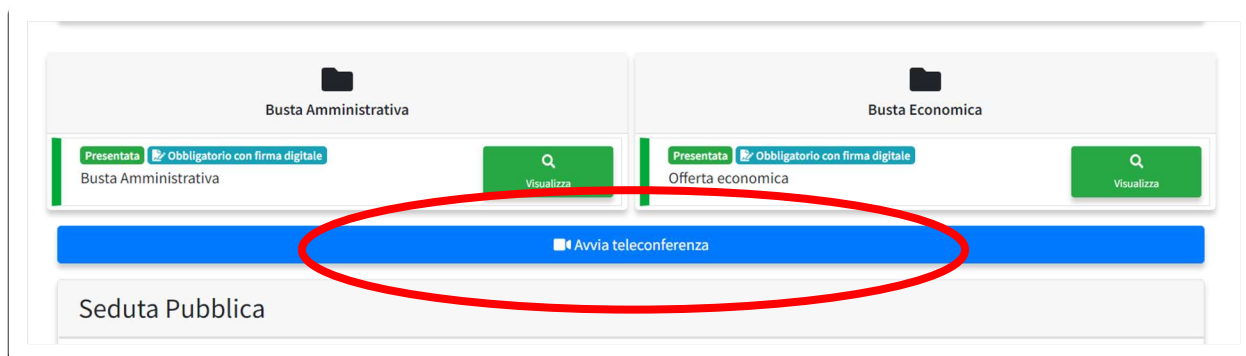 Busta Amministrativa
Presentata Obbligatorio con firma digitale
Busta Amministrativa
Visualizza
Busta Economica
Presentata Obbligatorio con firma digitale
Offerta economica
Visualizza
Avvia teleconferenza
Seduta Pubblica